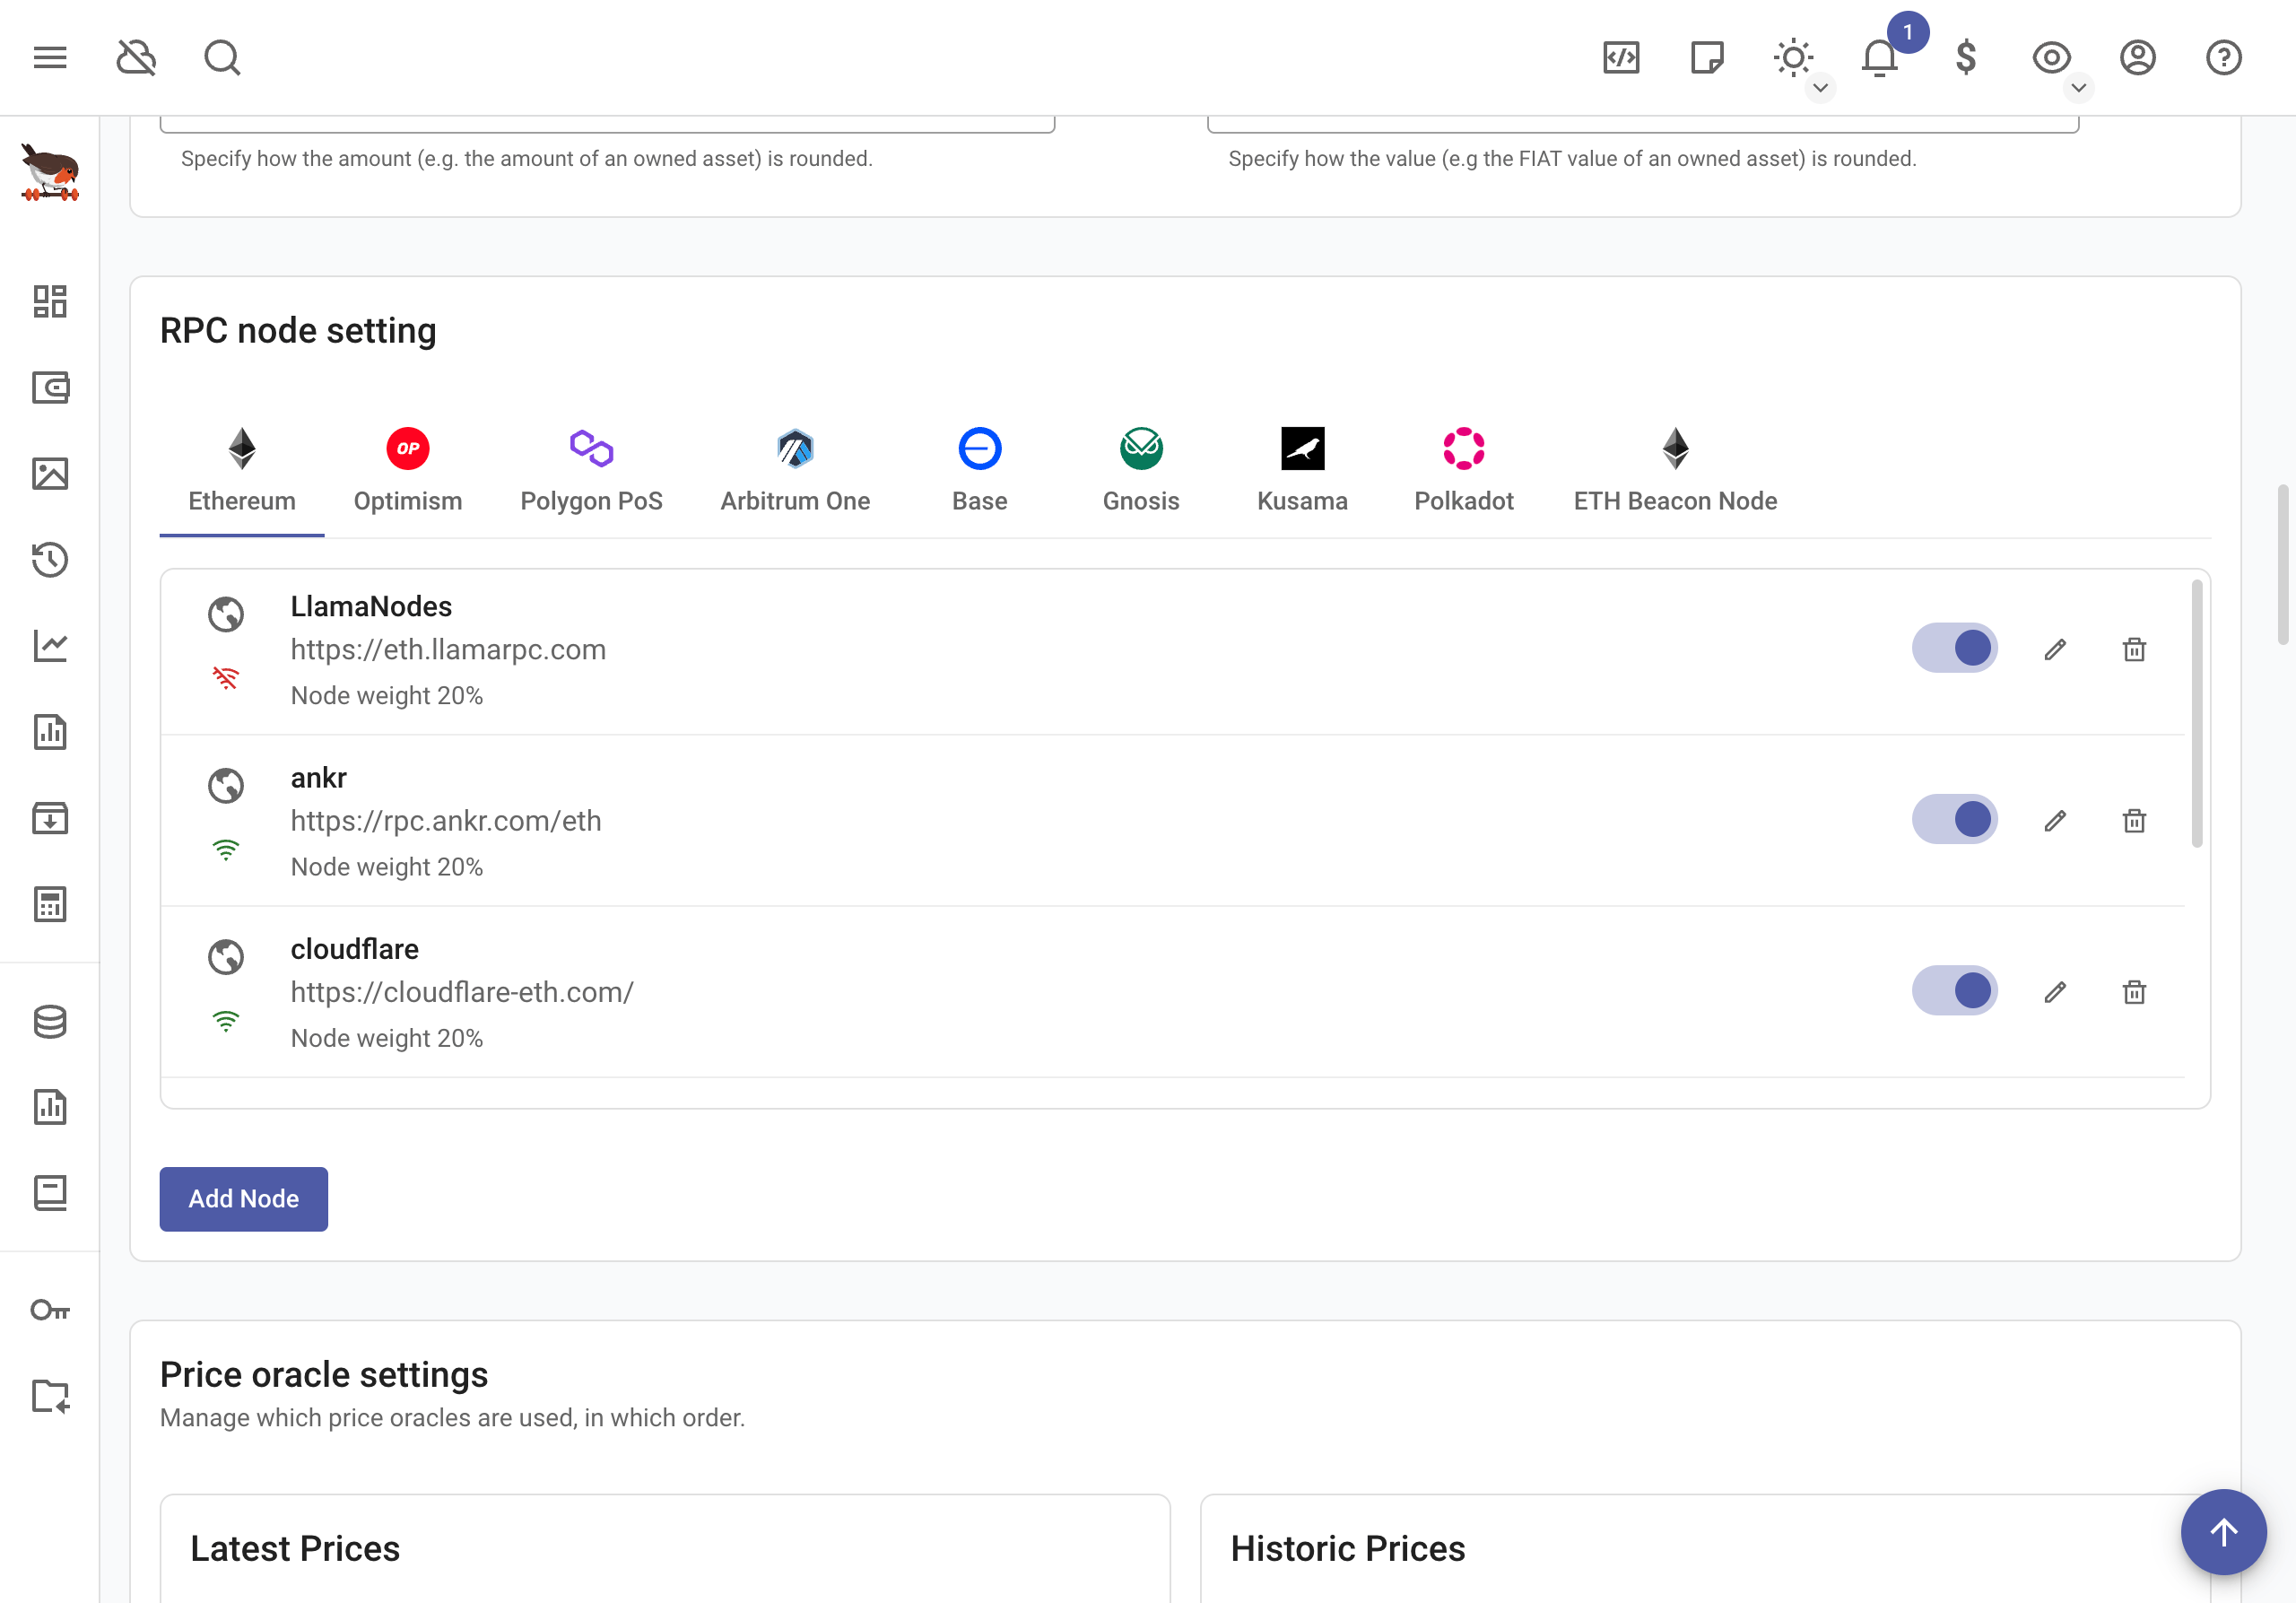 1
Specify how the amount (e.g. the amount of an owned asset) is rounded.
Specify how the value (e.g the FIAT value of an owned asset) is rounded.
RPC node setting
OP
Ethereum
Optimism
Polygon PoS
Arbitrum One
Base
Gnosis
Kusama
Polkadot
ETH Beacon Node
LlamaNodes
https://eth.llamarpc.com
Node weight 20%
ankr
https://rpc.ankr.com/eth
Node weight 20%
cloudflare
https://cloudflare-eth.com/
Node weight 20%
Add Node
Price oracle settings
Manage which price oracles are used, in which order.
Latest Prices
Historic Prices